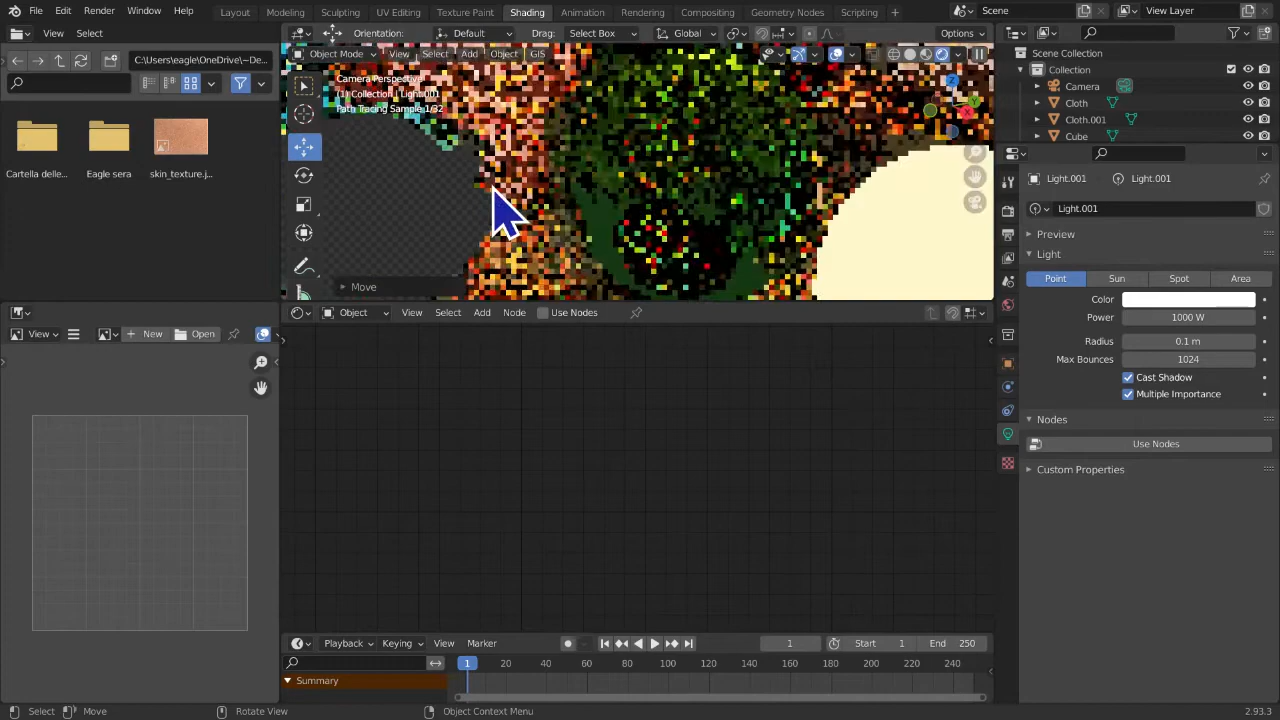 File Edit Render Window Help Layout Modeling Sculpting UV Editing Texture Paint Shading Animation Rendering Compositing Geometry Nodes Scripting + Scene View Layer
View Select
Orientation: Default Drag: Select Box Global Options
C:\Users\eagle\OneDrive\~De...
Object Mode View Select Add Object GIS
Camera Perspective
(1) Collection | Light.001
Path Tracing Sample 1/32
Cartella delle...
Eagle sera
skin_texture.j...
Move
Scene Collection
Collection
Camera
Cloth
Cloth.001
Cube
Light.001 Light.001
Light.001
Preview
Light
Point Sun Spot Area
Color
Power 1000 W
Radius 0.1 m
Max Bounces 1024
Cast Shadow
Multiple Importance
Nodes
Use Nodes
Custom Properties
Object View Select Add Node Use Nodes
View New Open
Playback Keying View Marker 1 Start 1 End 250
1 20 40 60 80 100 120 140 160 180 200 220 240
Summary
Select Move Rotate View Object Context Menu 2.93.3